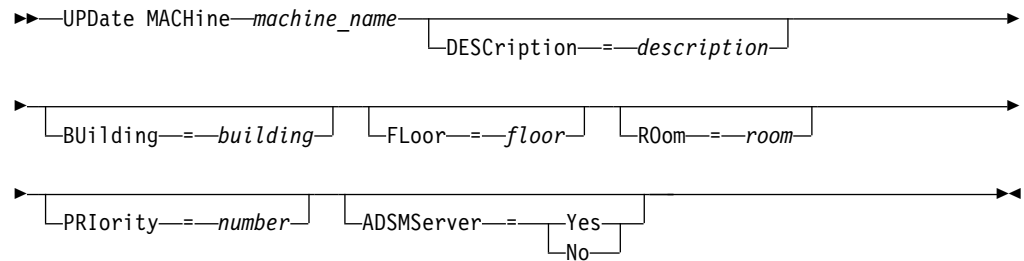 UPDate MACHine machine_name
DESCription = description
BUilding = building FLoor = floor ROom = room
PRIority = number ADSMServer = Yes
No